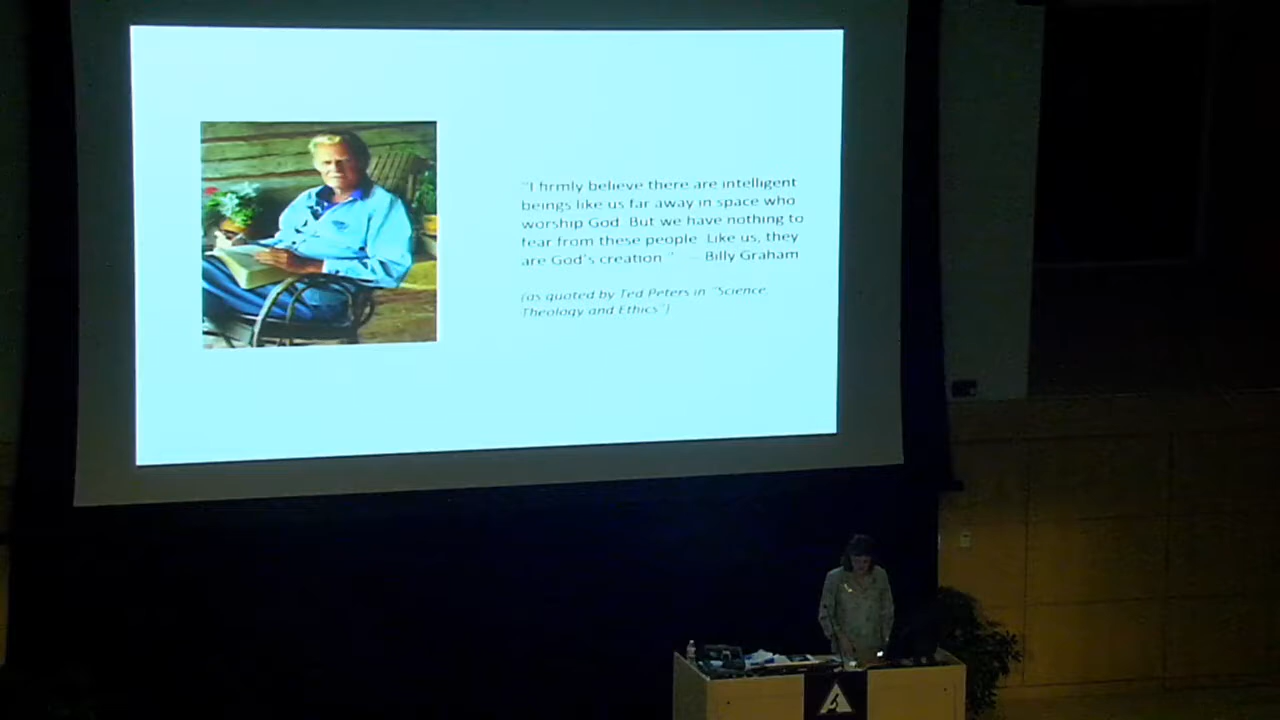 "I firmly believe there are intelligent
beings like us far away in space who
worship God. But we have nothing to
fear from these people. Like us, they
are God's creation." – Billy Graham
(as quoted by Ted Peters in "Science,
Theology and Ethics")